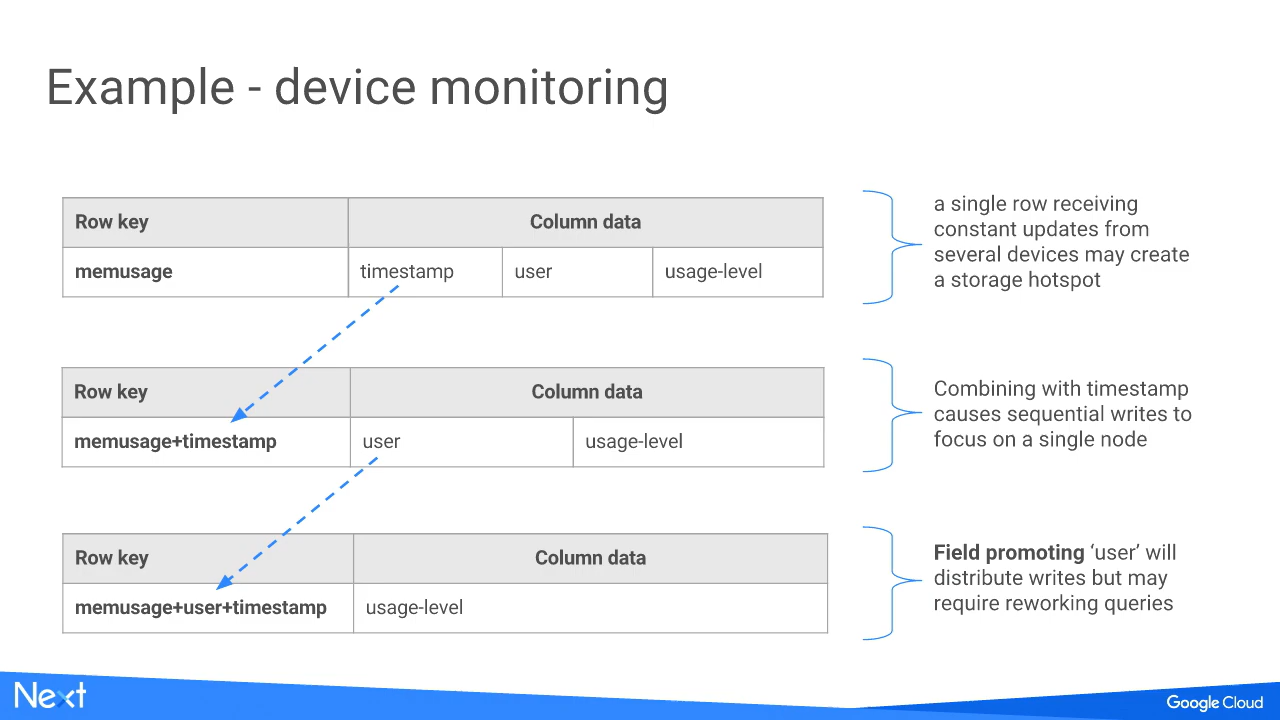 Example - device monitoring
Row key
Column data
memusage
timestamp
user
usage-level
a single row receiving
constant updates from
several devices may create
a storage hotspot
Row key
Column data
memusage+timestamp
user
usage-level
Combining with timestamp
causes sequential writes to
focus on a single node
Row key
Column data
memusage+user+timestamp
usage-level
Field promoting ‘user’ will
distribute writes but may
require reworking queries
Next
Google Cloud